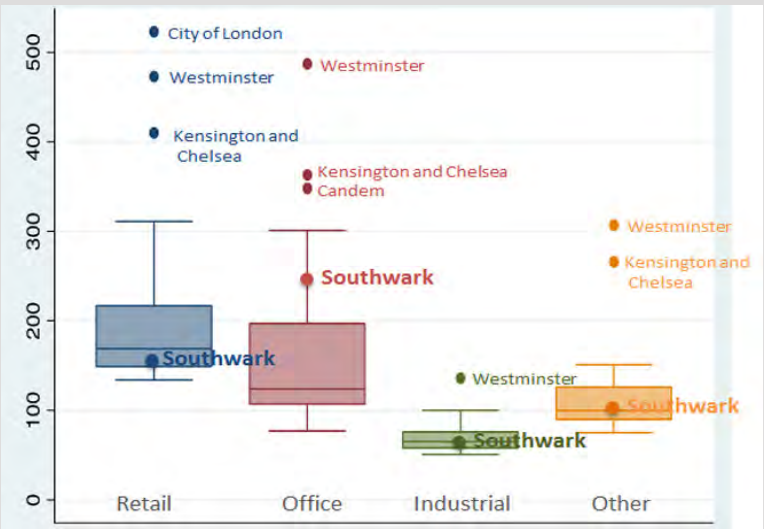 500
400
300
200
100
0
City of London
Westminster
Kensington and
Chelsea
Southwark
Westminster
Kensington and Chelsea
Candem
Southwark
Westminster
Southwark
Westminster
Kensington and
Chelsea
Southwark
Retail
Office
Industrial
Other